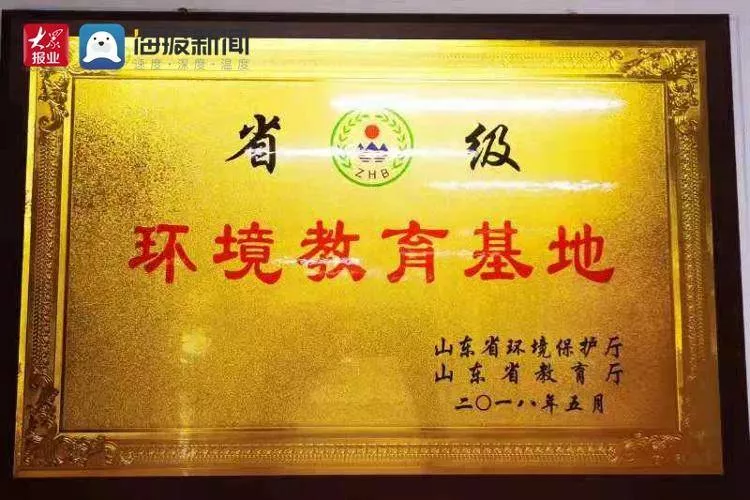 大众
报业
海报新闻
速度·深度·温度
省 级
ZHB
环境教育基地
山东省环境保护厅
山东省教育厅
二〇一八年五月